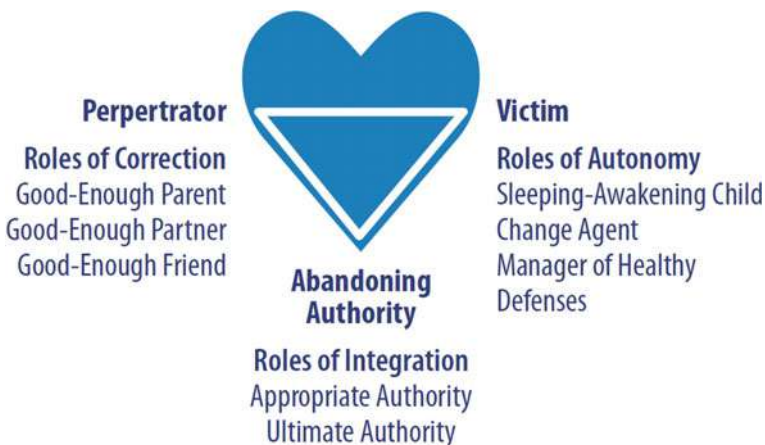 Perpertrator
Roles of Correction
Good-Enough Parent
Good-Enough Partner
Good-Enough Friend
Victim
Roles of Autonomy
Sleeping-Awakening Child
Change Agent
Manager of Healthy
Defenses
Abandoning
Authority
Roles of Integration
Appropriate Authority
Ultimate Authority